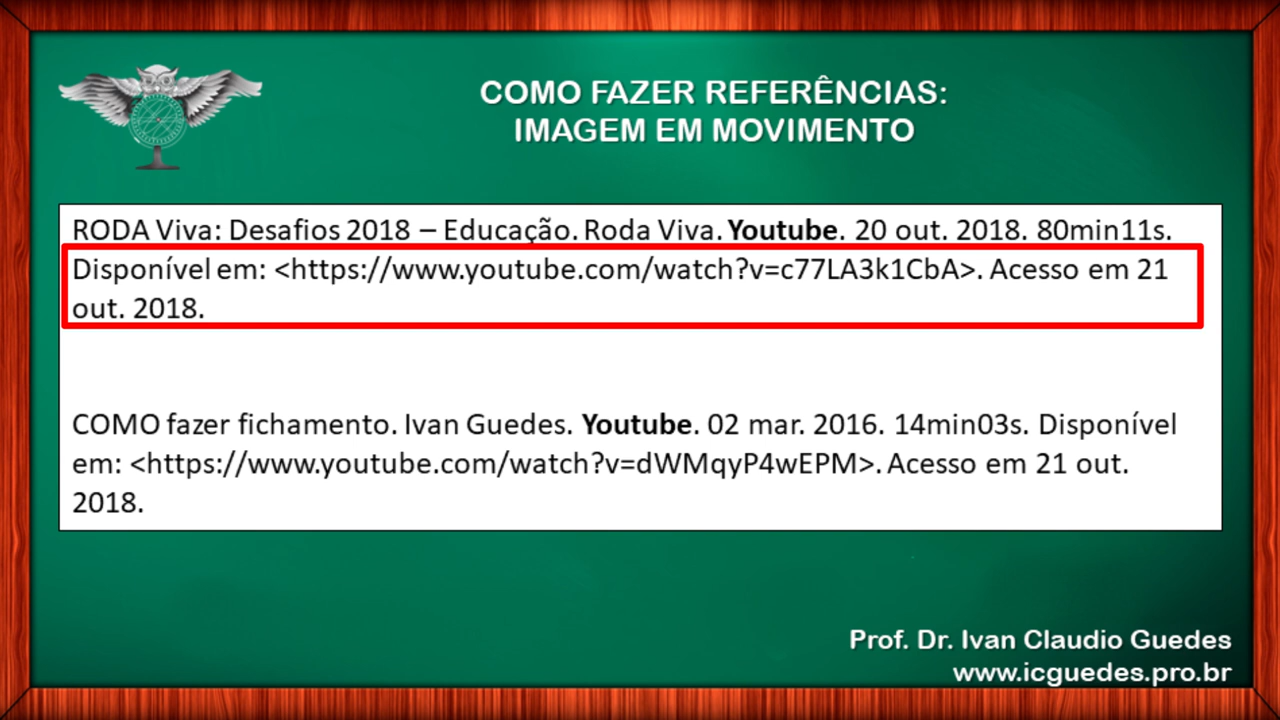 COMO FAZER REFERÊNCIAS:
IMAGEM EM MOVIMENTO
RODA Viva: Desafios 2018 – Educação. Roda Viva. Youtube. 20 out. 2018. 80min11s.
Disponível em: <https://www.youtube.com/watch?v=c77LA3k1CbA>. Acesso em 21
out. 2018.
COMO fazer fichamento. Ivan Guedes. Youtube. 02 mar. 2016. 14min03s. Disponível
em: <https://www.youtube.com/watch?v=dWMqyP4wEPM>. Acesso em 21 out.
2018.
Prof. Dr. Ivan Claudio Guedes
www.icguedes.pro.br